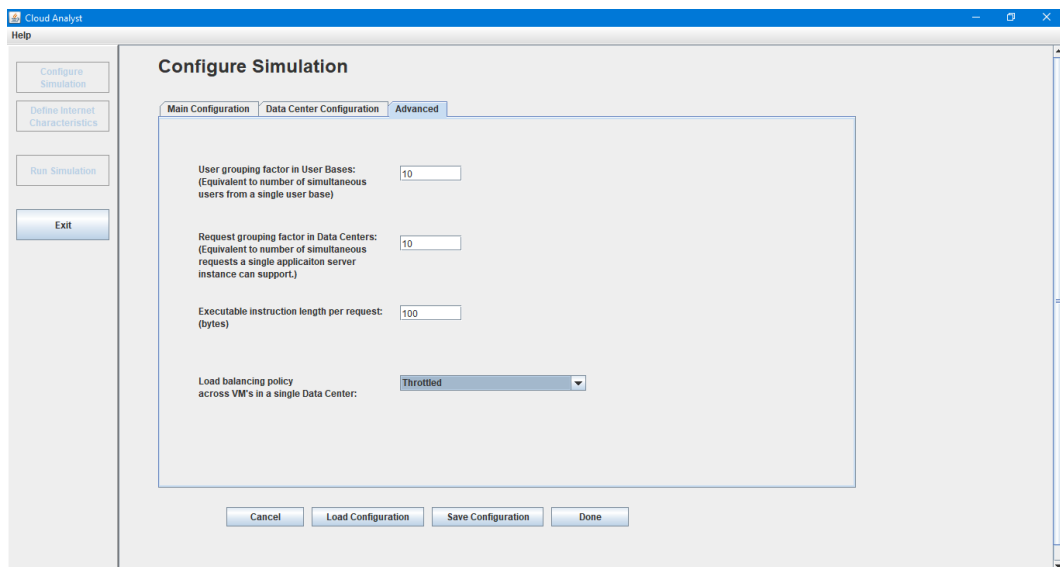 Cloud Analyst
Help
Configure
Simulation
Define Internet
Characteristics
Run Simulation
Exit
Configure Simulation
Main Configuration
Data Center Configuration
Advanced
User grouping factor in User Bases:
(Equivalent to number of simultaneous
users from a single user base)
10
Request grouping factor in Data Centers:
(Equivalent to number of simultaneous
requests a single applicaiton server
instance can support.)
10
Executable instruction length per request:
(bytes)
100
Load balancing policy
across VM's in a single Data Center:
Throttled
Cancel
Load Configuration
Save Configuration
Done